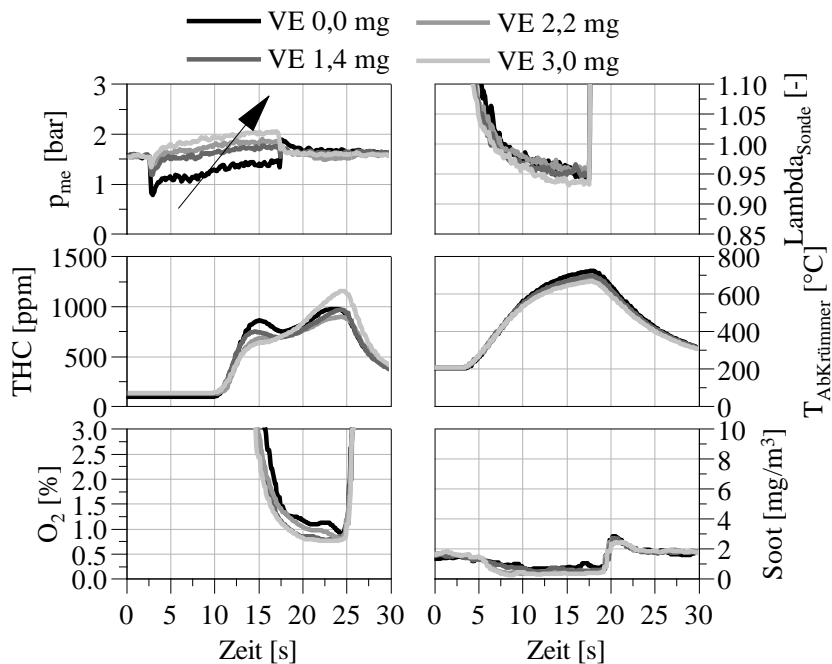 VE 0,0 mg
VE 2,2 mg
VE 1,4 mg
VE 3,0 mg
3
2
1
0
p_me [bar]
1.10
1.05
1.00
0.95
0.90
0.85
Lambda_Sonde [-]
1500
1000
500
0
THC [ppm]
800
600
400
200
0
T_AbKrümmer [°C]
3.0
2.5
2.0
1.5
1.0
0.5
0.0
O₂ [%]
10
8
6
4
2
0
Soot [mg/m³]
0 5 10 15 20 25 30
0 5 10 15 20 25 30
Zeit [s]
Zeit [s]